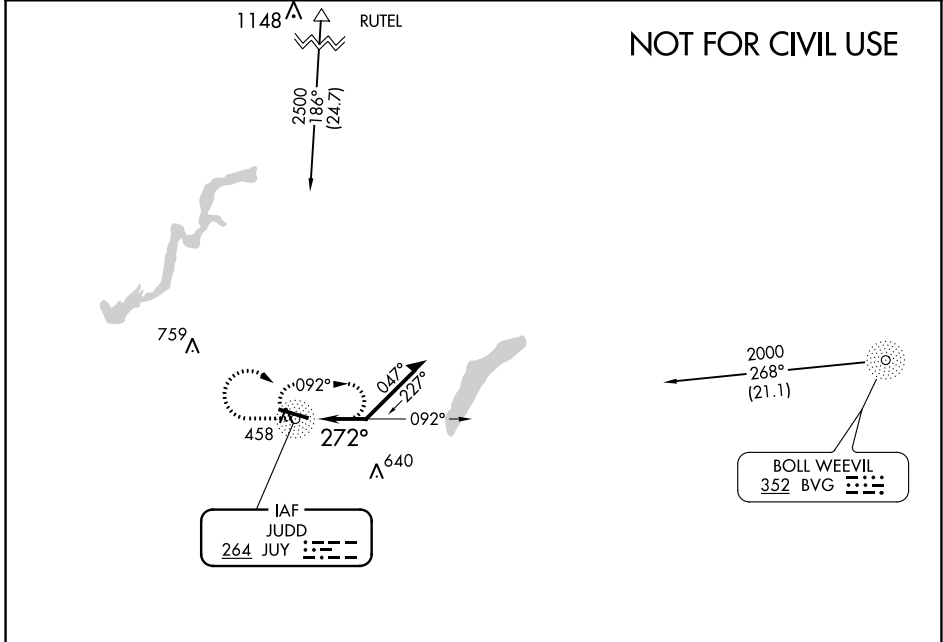 1148
RUTEL
NOT FOR CIVIL USE
2500
186°
(24.7)
759
092°
047°
227°
092°
458
272°
640
2000
268°
(21.1)
BOLL WEEVIL
352 BVG
IAF
JUDD
264 JUY